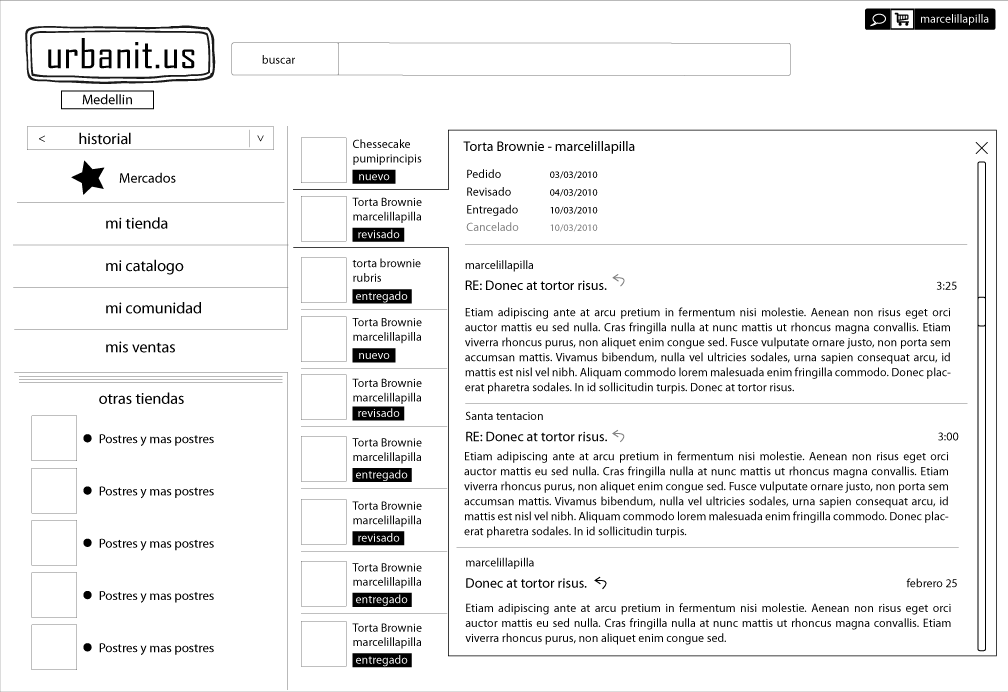 marcelillapilla
urbanit.us
buscar
Medellin
< historial v
Mercados
mi tienda
mi catalogo
mi comunidad
mis ventas
otras tiendas
Postres y mas postres
Postres y mas postres
Postres y mas postres
Postres y mas postres
Postres y mas postres
Chessecake
pumiprincipis
nuevo
Torta Brownie
marcelillapilla
revisado
torta brownie
rubris
entregado
Torta Brownie
marcelillapilla
nuevo
Torta Brownie
marcelillapilla
revisado
Torta Brownie
marcelillapilla
entregado
Torta Brownie
marcelillapilla
revisado
Torta Brownie
marcelillapilla
entregado
Torta Brownie
marcelillapilla
entregado
Torta Brownie - marcelillapilla
Pedido 03/03/2010
Revisado 04/03/2010
Entregado 10/03/2010
Cancelado 10/03/2010
marcelillapilla
RE: Donec at tortor risus. 3:25
Etiam adipiscing ante at arcu pretium in fermentum nisi molestie. Aenean non risus eget orci
auctor mattis eu sed nulla. Cras fringilla nulla at nunc mattis ut rhoncus magna convallis. Etiam
viverra rhoncus purus, non aliquet enim congue sed. Fusce vulputate ornare justo, non porta sem
accumsan mattis. Vivamus bibendum, nulla vel ultricies sodales, urna sapien consequat arcu, id
mattis est nisl vel nibh. Aliquam commodo lorem malesuada enim fringilla commodo. Donec plac-
erat pharetra sodales. In id sollicitudin turpis. Donec at tortor risus.
Santa tentacion
RE: Donec at tortor risus. 3:00
Etiam adipiscing ante at arcu pretium in fermentum nisi molestie. Aenean non risus eget orci
auctor mattis eu sed nulla. Cras fringilla nulla at nunc mattis ut rhoncus magna convallis. Etiam
viverra rhoncus purus, non aliquet enim congue sed. Fusce vulputate ornare justo, non porta sem
accumsan mattis. Vivamus bibendum, nulla vel ultricies sodales, urna sapien consequat arcu, id
mattis est nisl vel nibh. Aliquam commodo lorem malesuada enim fringilla commodo. Donec plac-
erat pharetra sodales. In id sollicitudin turpis.
marcelillapilla
Donec at tortor risus. febrero 25
Etiam adipiscing ante at arcu pretium in fermentum nisi molestie. Aenean non risus eget orci
auctor mattis eu sed nulla. Cras fringilla nulla at nunc mattis ut rhoncus magna convallis. Etiam
viverra rhoncus purus, non aliquet enim congue sed.